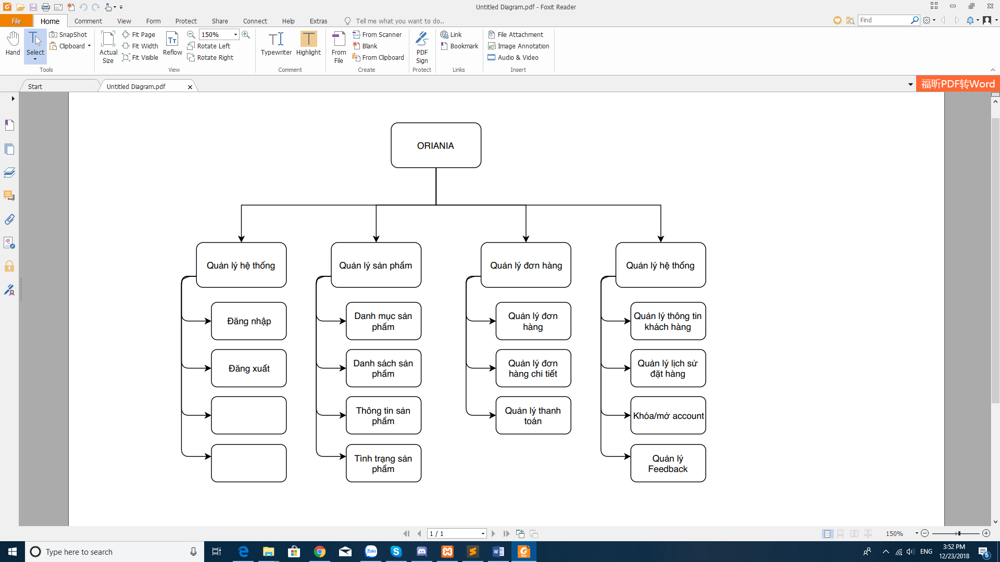 Untitled Diagram.pdf - Foxit Reader
File
Home
Comment
View
Form
Protect
Share
Connect
Help
Extras
Tell me what you want to do..
Find
Hand
Select
SnapShot
Clipboard
Tools
Actual
Size
Fit Page
Fit Width
Fit Visible
Reflow
150%
Rotate Left
Rotate Right
View
Typewriter
Highlight
Comment
From
File
From Scanner
Blank
From Clipboard
Create
PDF
Sign
Protect
Link
Bookmark
Links
File Attachment
Image Annotation
Audio & Video
Insert
Start
Untitled Diagram.pdf
福昕PDF转Word
ORIANIA
Quản lý hệ thống
Quản lý sản phẩm
Quản lý đơn hàng
Quản lý hệ thống
Đăng nhập
Danh mục sản
phẩm
Quản lý đơn
hàng
Quản lý thông tin
khách hàng
Đăng xuất
Danh sách sản
phẩm
Quản lý đơn
hàng chi tiết
Quản lý lịch sử
đặt hàng
Thông tin sản
phẩm
Quản lý thanh
toán
Khóa/mở account
Tình trạng sản
phẩm
Quản lý
Feedback
1 / 1
150%
Type here to search
Zalo
ENG
3:52 PM
12/23/2018
6